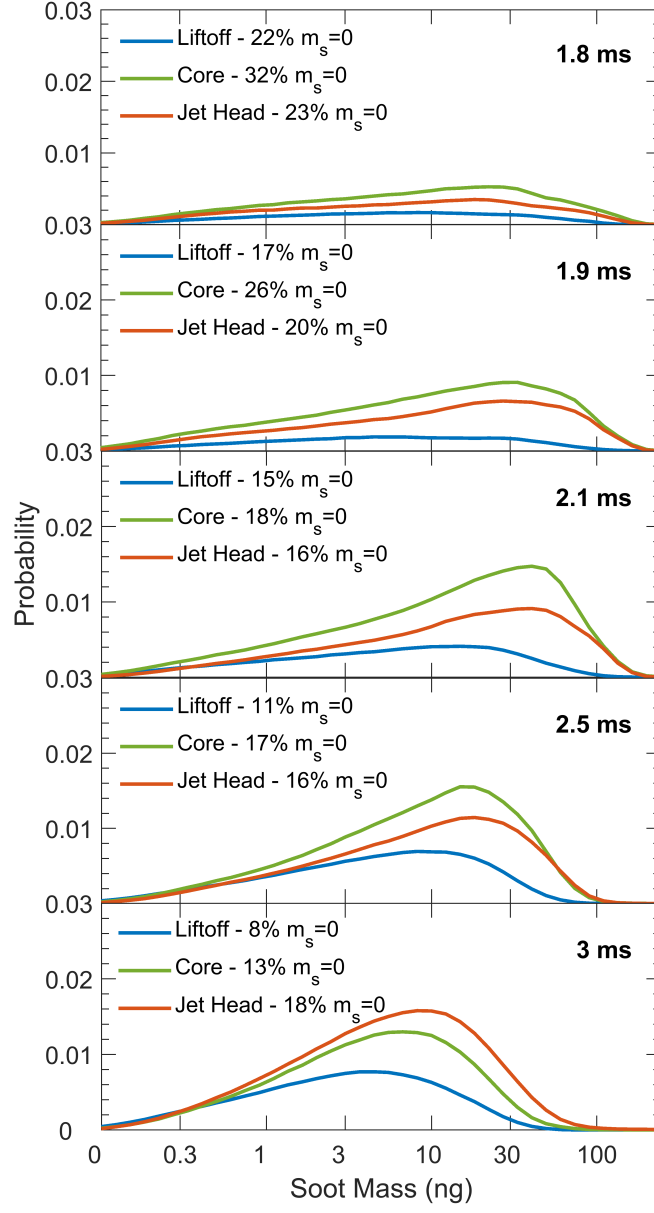 0.03
Liftoff - 22% m_s=0
1.8 ms
Core - 32% m_s=0
0.02
Jet Head - 23% m_s=0
0.01
0.03
Liftoff - 17% m_s=0
1.9 ms
Core - 26% m_s=0
0.02
Jet Head - 20% m_s=0
0.01
0.03
Liftoff - 15% m_s=0
2.1 ms
Core - 18% m_s=0
0.02
Jet Head - 16% m_s=0
0.01
Probability
0.03
Liftoff - 11% m_s=0
2.5 ms
Core - 17% m_s=0
0.02
Jet Head - 16% m_s=0
0.01
0.03
Liftoff - 8% m_s=0
3 ms
Core - 13% m_s=0
0.02
Jet Head - 18% m_s=0
0.01
0
0 0.3 1 3 10 30 100
Soot Mass (ng)